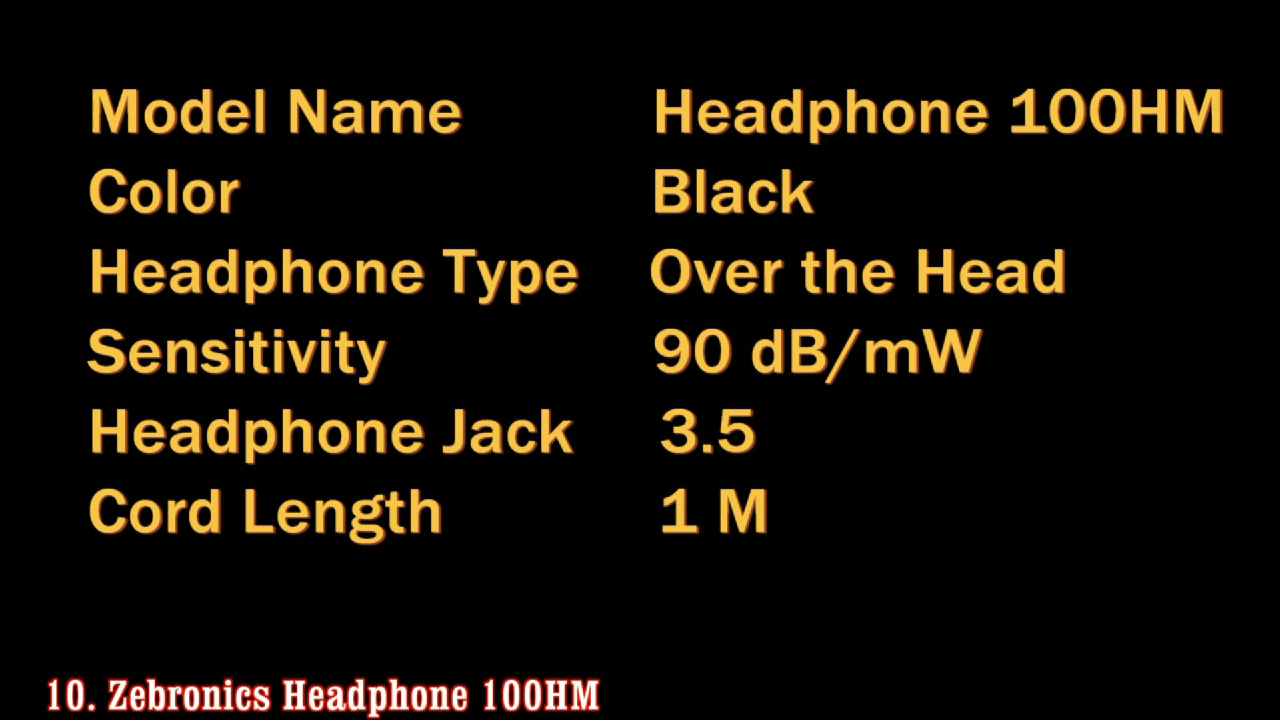 Model Name Headphone 100HM
Color Black
Headphone Type Over the Head
Sensitivity 90 dB/mW
Headphone Jack 3.5
Cord Length 1 M
10. Zebronics Headphone 100HM